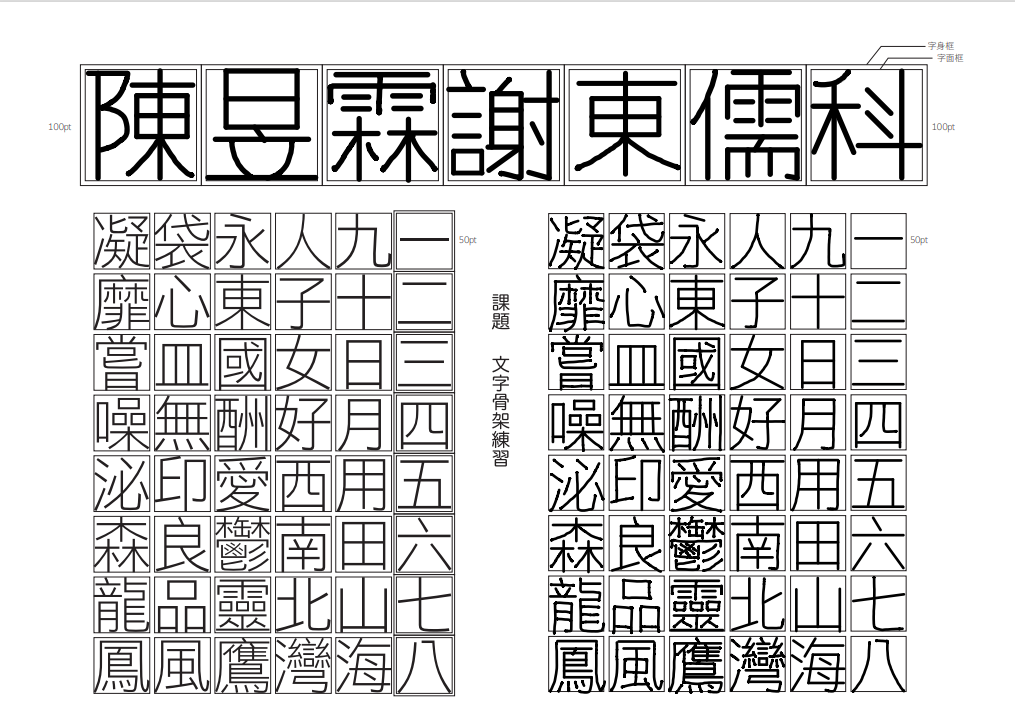 字身框
字面框
100pt
陳昱霖謝東儒科
100pt
50pt
一二三四五六七八
九十日月用田山海
人子女好西南北灣
永東國酬愛鬱靈鷹
袋心皿無印良品風
凝靡嘗噪泌森龍鳳
課題 文字骨架練習
50pt
一二三四五六七八
九十日月用田山海
人子女好西南北灣
永東國酬愛鬱靈鷹
袋心皿無印良品風
凝靡嘗噪泌森龍鳳